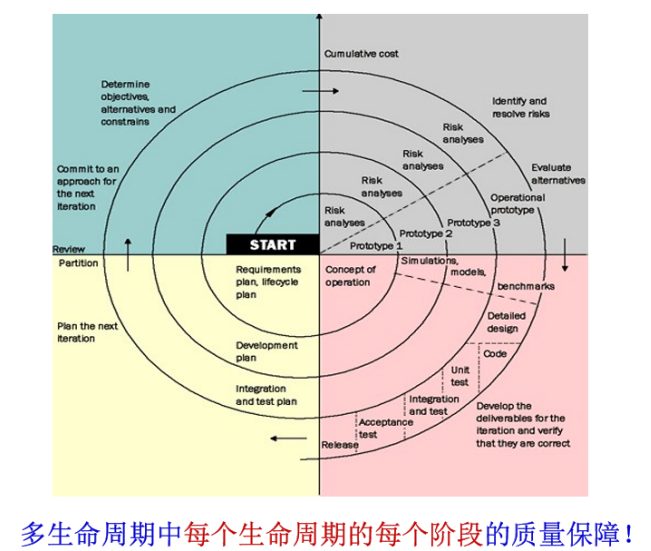 Cumulative cost
Determine
objectives,
alternatives and
constrains
Identify and
resolve risks
Risk
analyses
Risk
analyses
Risk
analyses
Risk
analyses
Commit to an
approach for
the next
iteration
Evaluate
alternatives
Operational
prototype
Prototype 3
Prototype 2
Prototype 1
START
Review
Partition
Requirements
plan, lifecycle
plan
Concept of
operation
Simulations,
models,
benchmarks
Plan the next
iteration
Development
plan
Integration
and test plan
Detailed
design
Code
Unit
test
Integration
and test
Acceptance
test
Release
Develop the
deliverables for the
iteration and verify
that they are correct
多生命周期中每个生命周期的每个阶段的质量保障！